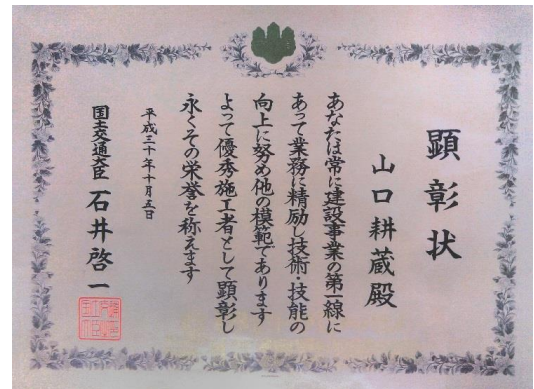 顕彰状
山口耕蔵殿
あなたは常に建設事業の第一線に
あって業務に精励し技術・技能の
向上に努め他の模範であります
よって優秀施工者として顕彰し
永くその栄誉を称えます
平成三十年十月五日
国土交通大臣 石井啓一